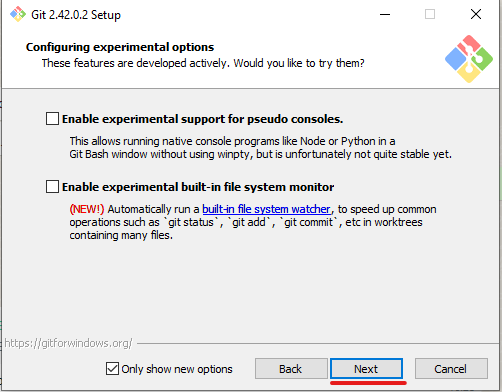 Git 2.42.0.2 Setup
Configuring experimental options
These features are developed actively. Would you like to try them?
Enable experimental support for pseudo consoles.
This allows running native console programs like Node or Python in a
Git Bash window without using winpty, but is unfortunately not quite stable yet.
Enable experimental built-in file system monitor
(NEW!) Automatically run a built-in file system watcher, to speed up common
operations such as `git status`, `git add`, `git commit`, etc in worktrees
containing many files.
https://gitforwindows.org/
Only show new options
Back
Next
Cancel